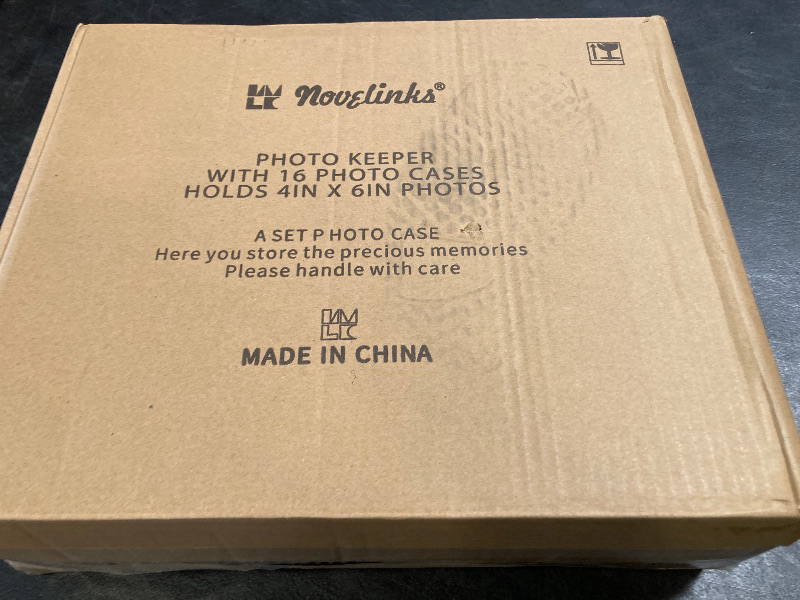 Novelinks®
PHOTO KEEPER
WITH 16 PHOTO CASES
HOLDS 4IN X 6IN PHOTOS
A SET P HOTO CASE
Here you store the precious memories
Please handle with care
MADE IN CHINA